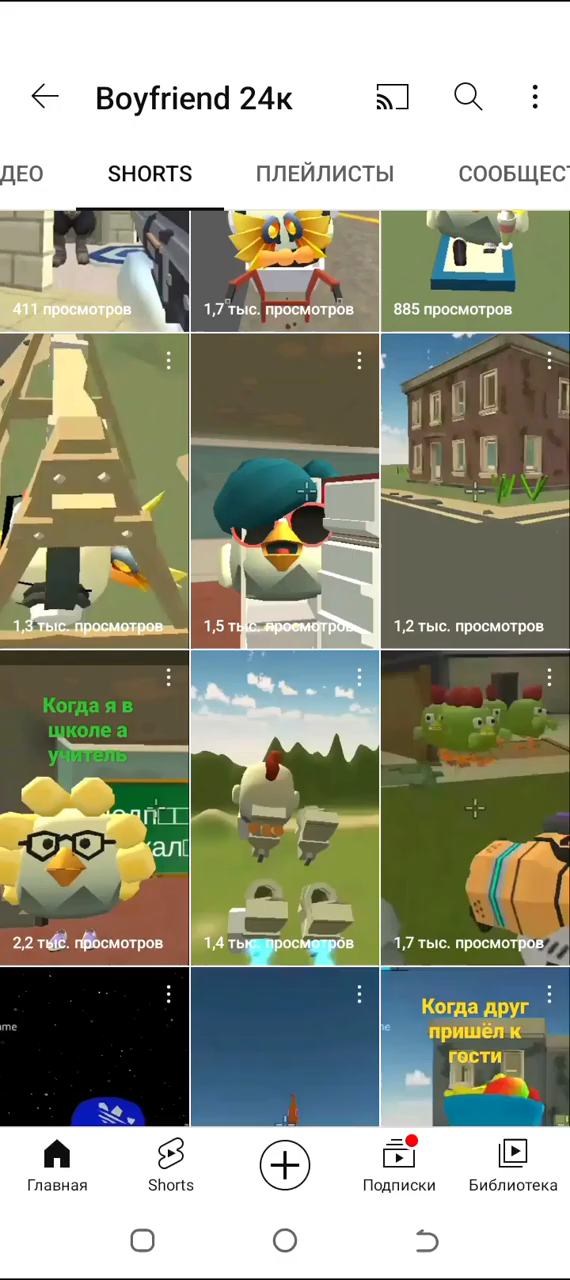 Boyfriend 24к
ДЕО SHORTS ПЛЕЙЛИСТЫ СООБЩЕСТ
411 просмотров 1,7 тыс. просмотров 885 просмотров
1,3 тыс. просмотров 1,5 тыс. просмотров 1,2 тыс. просмотров
Когда я в
школе а
учитель
2,2 тыс. просмотров 1,4 тыс. просмотров 1,7 тыс. просмотров
Когда друг
пришёл к
гости
Главная Shorts Подписки Библиотека